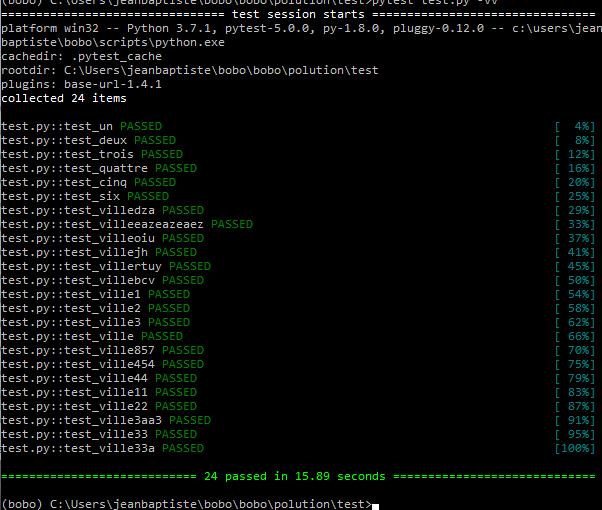 (bobo) C:\Users\jeanbaptiste\bobo\bobo\polution\test>pytest test.py -vv
============================= test session starts =============================
platform win32 -- Python 3.7.1, pytest-5.0.0, py-1.8.0, pluggy-0.12.0 -- c:\users\jean
baptiste\bobo\scripts\python.exe
cachedir: .pytest_cache
rootdir: C:\Users\jeanbaptiste\bobo\bobo\polution\test
plugins: base-url-1.4.1
collected 24 items
test.py::test_un PASSED [  4%]
test.py::test_deux PASSED [  8%]
test.py::test_trois PASSED [ 12%]
test.py::test_quattre PASSED [ 16%]
test.py::test_cinq PASSED [ 20%]
test.py::test_six PASSED [ 25%]
test.py::test_villedza PASSED [ 29%]
test.py::test_villeeazeazeaez PASSED [ 33%]
test.py::test_villeoiu PASSED [ 37%]
test.py::test_villejh PASSED [ 41%]
test.py::test_villertuy PASSED [ 45%]
test.py::test_villebcv PASSED [ 50%]
test.py::test_ville1 PASSED [ 54%]
test.py::test_ville2 PASSED [ 58%]
test.py::test_ville3 PASSED [ 62%]
test.py::test_ville PASSED [ 66%]
test.py::test_ville857 PASSED [ 70%]
test.py::test_ville454 PASSED [ 75%]
test.py::test_ville44 PASSED [ 79%]
test.py::test_ville11 PASSED [ 83%]
test.py::test_ville22 PASSED [ 87%]
test.py::test_ville3aa3 PASSED [ 91%]
test.py::test_ville33 PASSED [ 95%]
test.py::test_ville33a PASSED [100%]
========================= 24 passed in 15.89 seconds ==========================
(bobo) C:\Users\jeanbaptiste\bobo\bobo\polution\test>